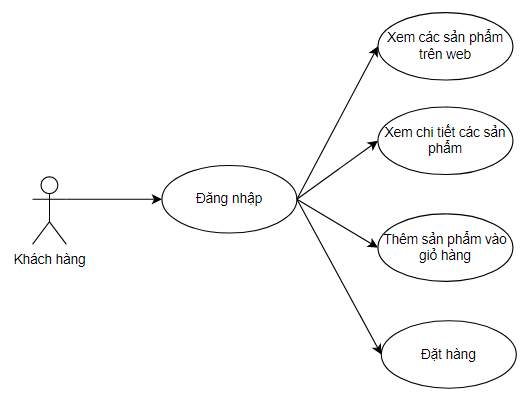 Xem các sản phẩm
trên web
Xem chi tiết các sản
phẩm
Đăng nhập
Thêm sản phẩm vào
giỏ hàng
Khách hàng
Đặt hàng